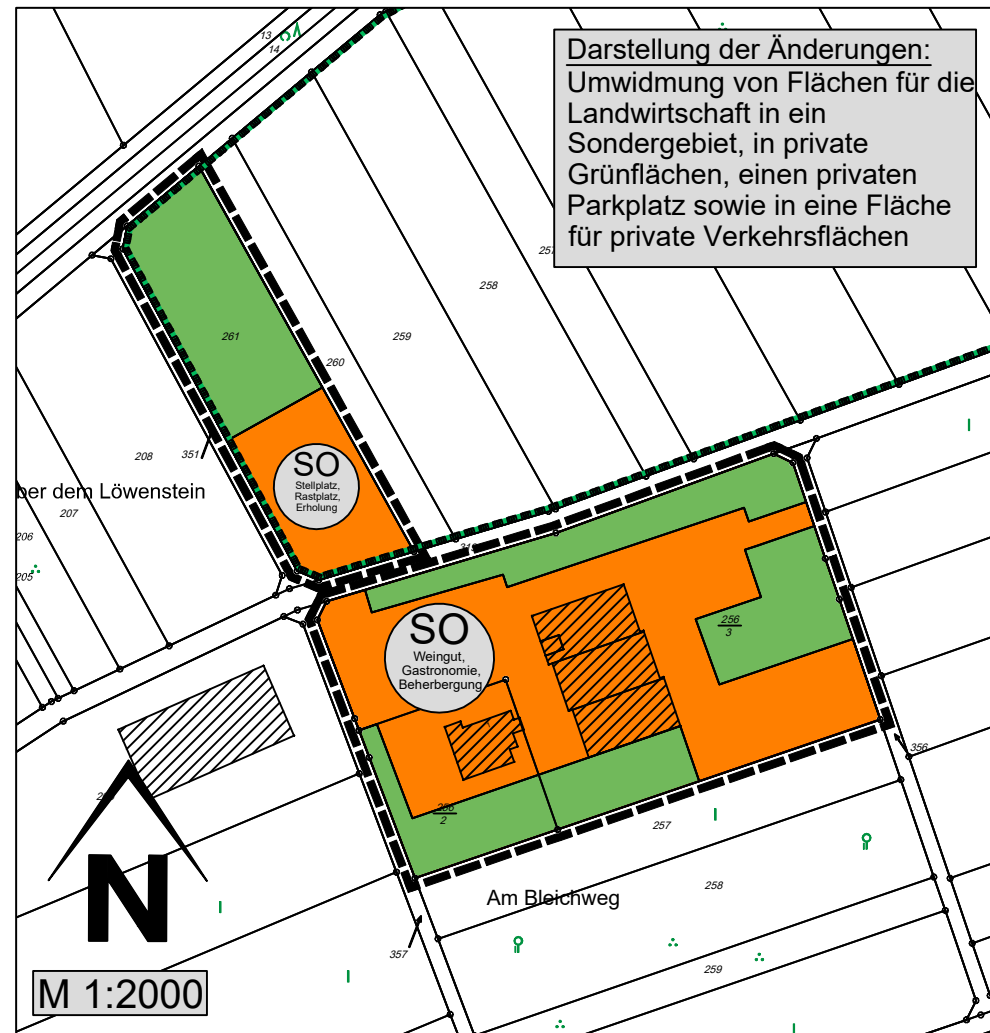 Darstellung der Änderungen:
Umwidmung von Flächen für die
Landwirtschaft in ein
Sondergebiet, in private
Grünflächen, einen privaten
Parkplatz sowie in eine Fläche
für private Verkehrsflächen
13
14
257
258
259
260
261
208
351
ber dem Löwenstein
207
206
205
SO
Stellplatz,
Rastplatz,
Erholung
SO
Weingut,
Gastronomie,
Beherbergung
256
3
356
2
257
258
Am Bleichweg
357
259
N
M 1:2000